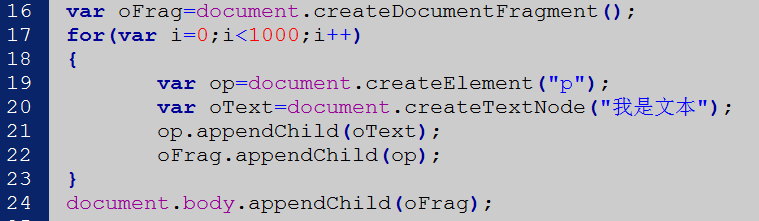 16 var oFrag=document.createDocumentFragment();
17 for(var i=0;i<1000;i++)
18 {
19 var op=document.createElement("p");
20 var oText=document.createTextNode("我是文本");
21 op.appendChild(oText);
22 oFrag.appendChild(op);
23 }
24 document.body.appendChild(oFrag);